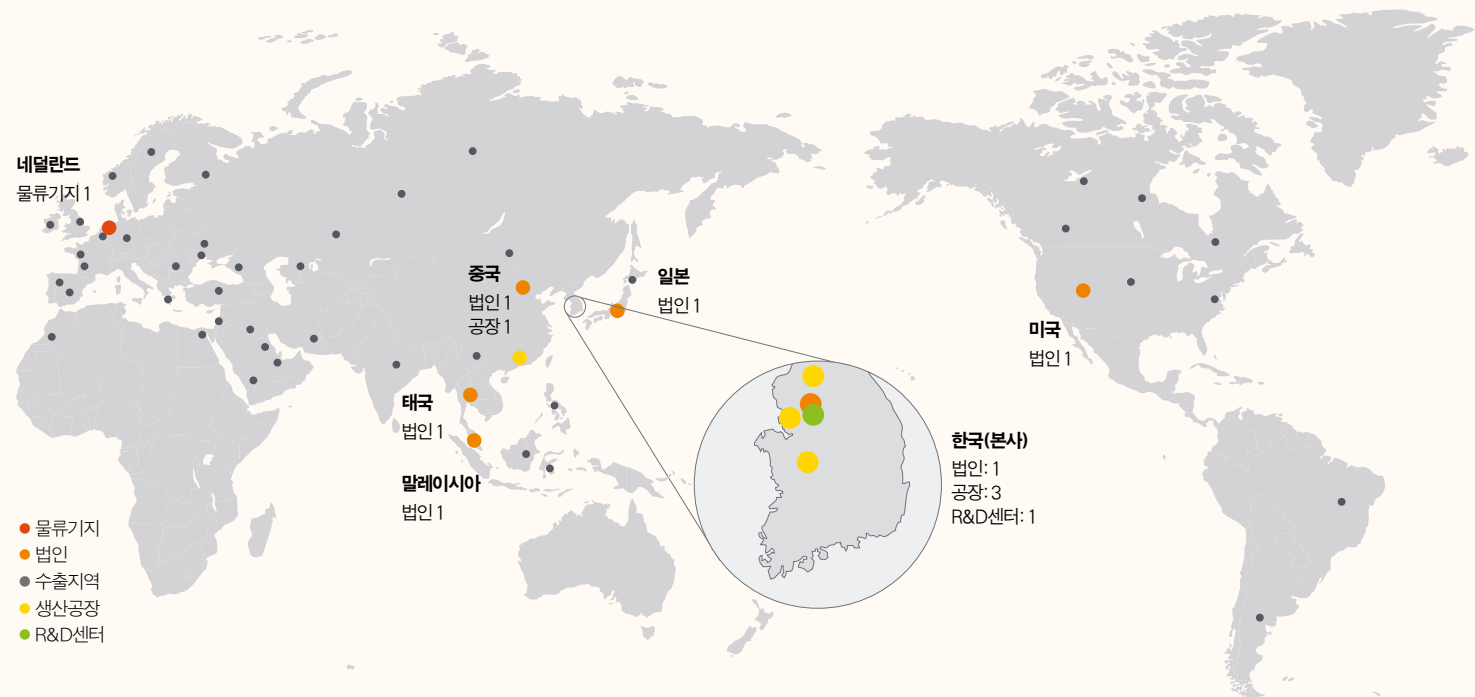 네덜란드
물류기지 1
중국
법인 1
공장 1
일본
법인 1
미국
법인 1
태국
법인 1
말레이시아
법인 1
한국(본사)
법인: 1
공장: 3
R&D센터: 1
물류기지
법인
수출지역
생산공장
R&D센터